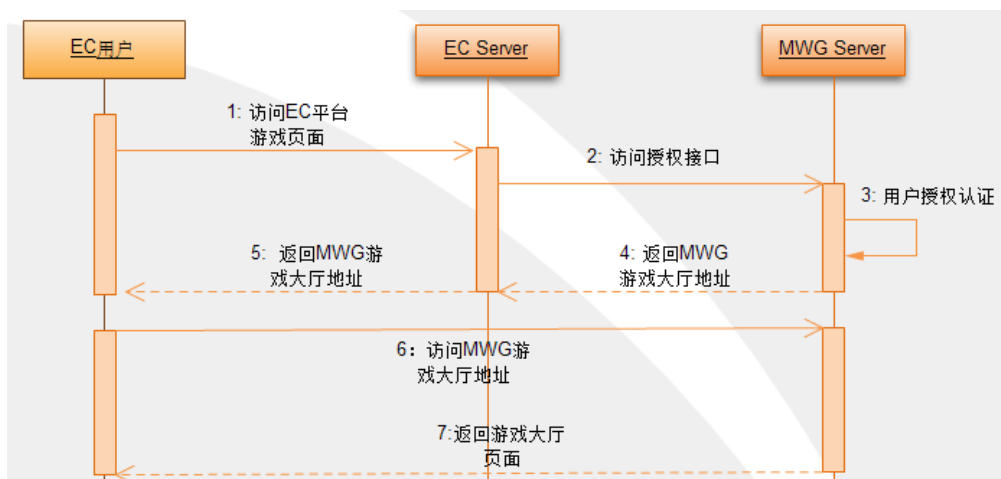 EC用户
EC Server
MWG Server
1: 访问EC平台
游戏页面
2: 访问授权接口
3: 用户授权认证
4: 返回MWG
游戏大厅地址
5: 返回MWG游
戏大厅地址
6：访问MWG游
戏大厅地址
7:返回游戏大厅
页面